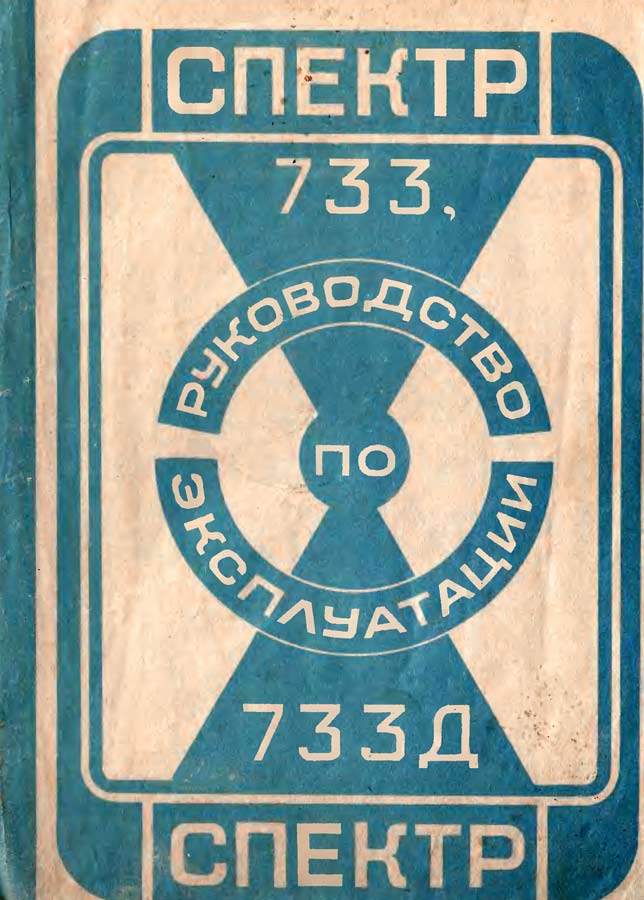 СПЕКТР
733,
РУКОВОДСТВО
ПО
ЭКСПЛУАТАЦИИ
733Д
СПЕКТР